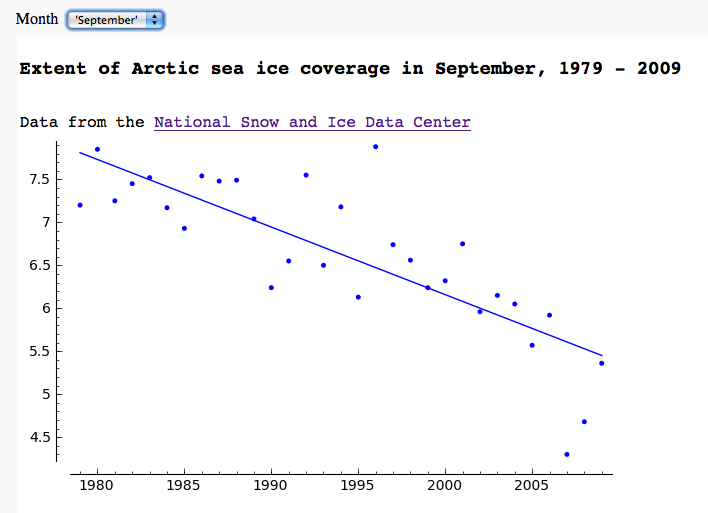 Month 'September'
Extent of Arctic sea ice coverage in September, 1979 - 2009
Data from the National Snow and Ice Data Center
7.5
7
6.5
6
5.5
5
4.5
1980 1985 1990 1995 2000 2005